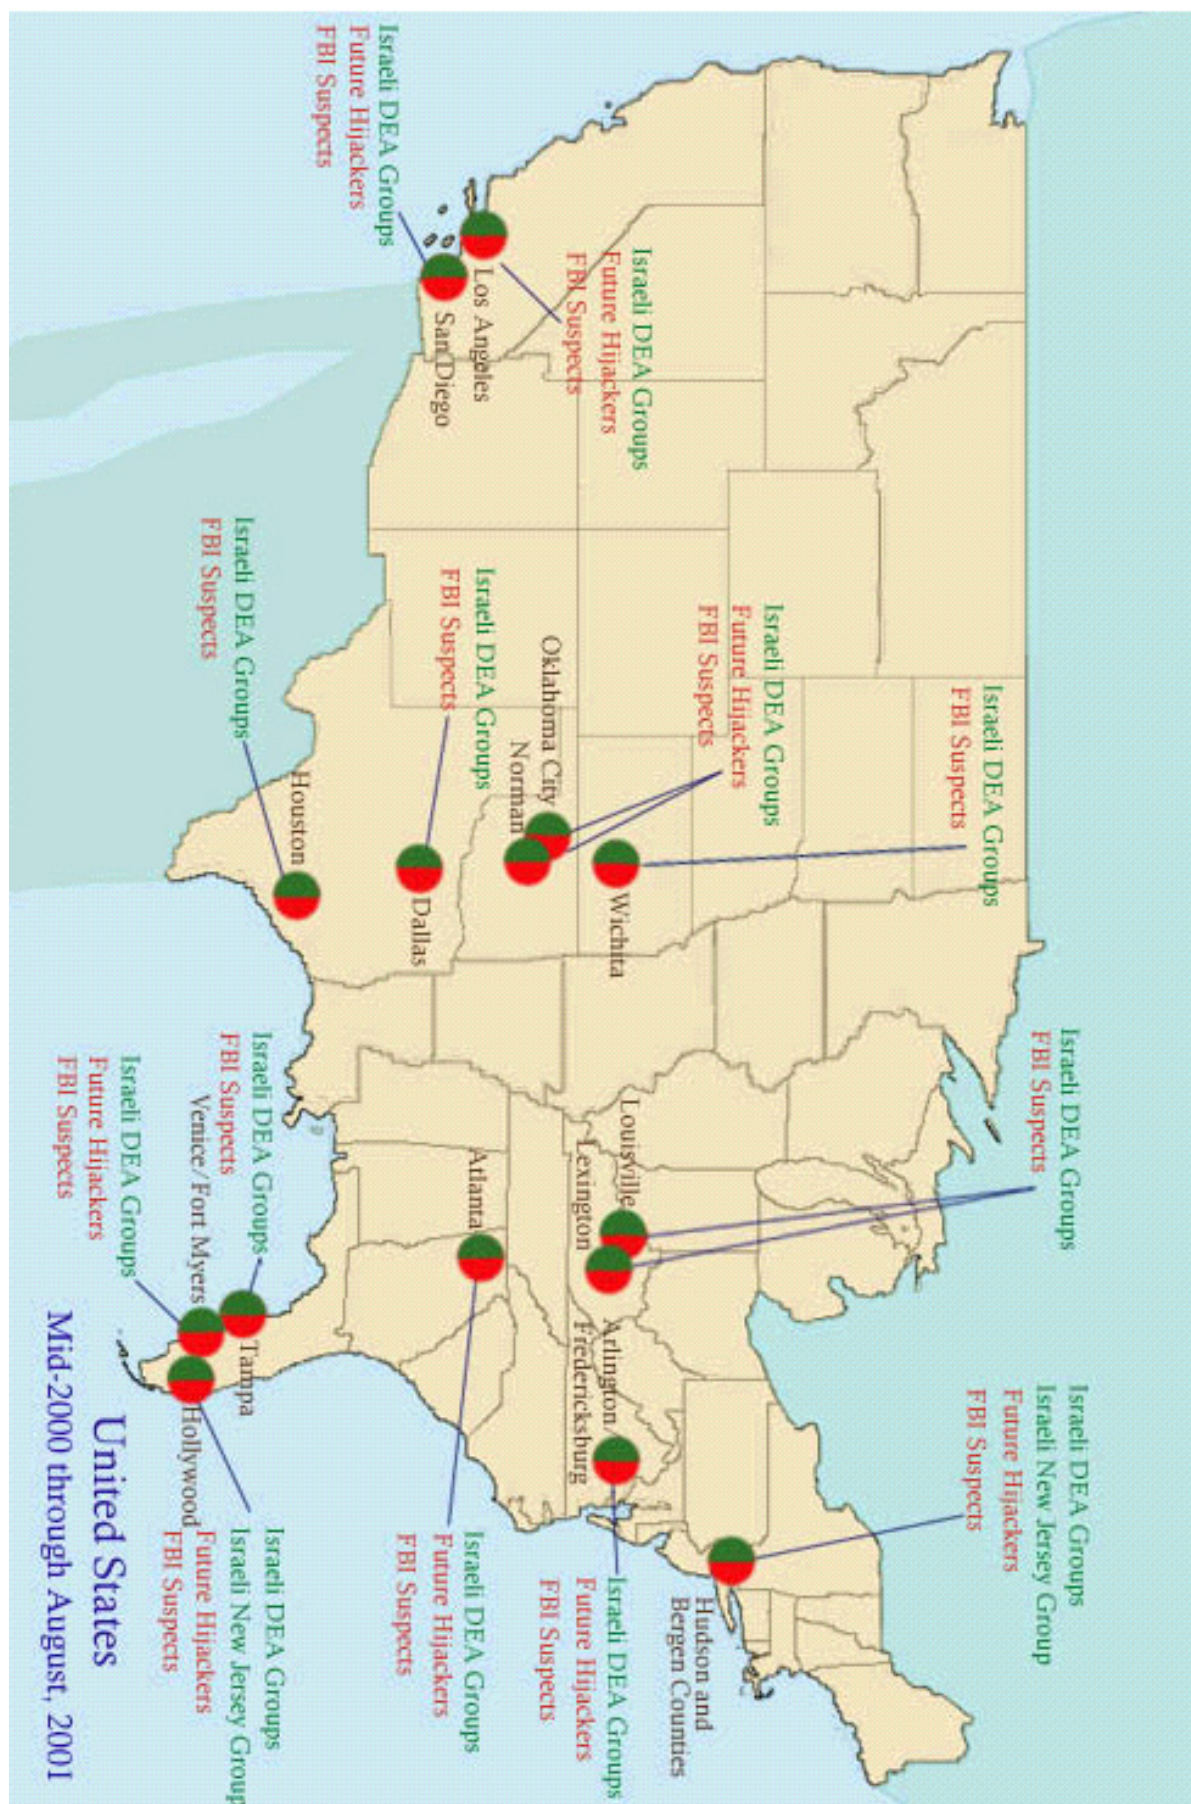 Israeli DEA Groups
Future Hijackers
FBI Suspects
Los Angeles
San Diego
Israeli DEA Groups
Future Hijackers
FBI Suspects
Israeli DEA Groups
FBI Suspects
Israeli DEA Groups
Future Hijackers
FBI Suspects
Israeli DEA Groups
FBI Suspects
Israeli DEA Groups
FBI Suspects
Oklahoma City
Norman
Wichita
Dallas
Houston
Israeli DEA Groups
FBI Suspects
Louisville
Lexington
Atlanta
Israeli DEA Groups
FBI Suspects
Venice/Fort Myers
Israeli DEA Groups
Future Hijackers
FBI Suspects
Tampa
Hollywood
Arlington
Fredericksburg
Israeli DEA Groups
Israeli New Jersey Group
Future Hijackers
FBI Suspects
Hudson and
Bergen Counties
Israeli DEA Groups
Future Hijackers
FBI Suspects
Israeli DEA Groups
Future Hijackers
FBI Suspects
Israeli DEA Groups
Israeli New Jersey Group
Future Hijackers
FBI Suspects
United States
Mid-2000 through August, 2001